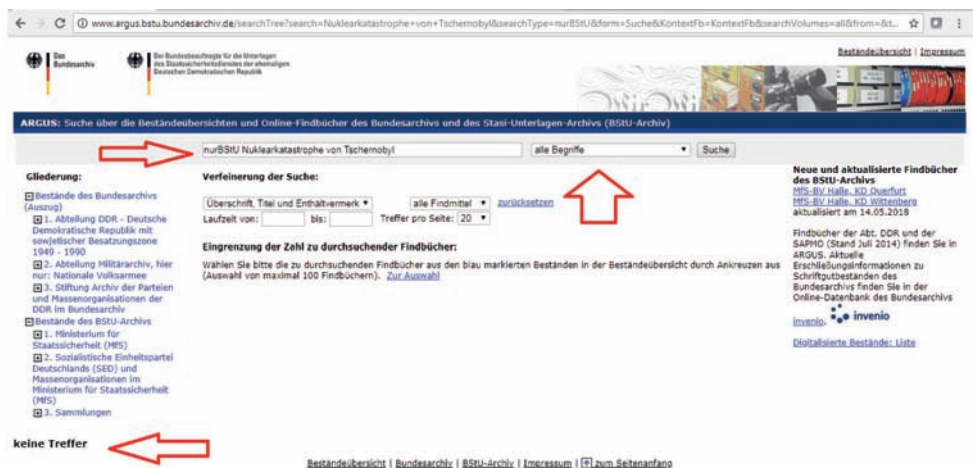 www.argus.bstu.bundesarchiv.de/searchTree?search=Nuklearkatastrophe+von+Tschernobyl&searchType=nurBStU&form=Suche&KontextFb=KontextFb&searchVolumes=all&from=&t...
Das
Bundesarchiv
Der Bundesbeauftragte für die Unterlagen
des Staatssicherheitsdienstes der ehemaligen
Deutschen Demokratischen Republik
Beständeübersicht | Impressum
ARGUS: Suche über die Beständeübersichten und Online-Findbücher des Bundesarchivs und des Stasi-Unterlagen-Archivs (BStU-Archiv)
nurBStU Nuklearkatastrophe von Tschernobyl
alle Begriffe
Suche
Gliederung:
Bestände des Bundesarchivs
(Auszug)
1. Abteilung DDR - Deutsche
Demokratische Republik mit
sowjetischer Besatzungszone
1949 - 1990
2. Abteilung Militärarchiv, hier
nur: Nationale Volksarmee
3. Stiftung Archiv der Parteien
und Massenorganisationen der
DDR im Bundesarchiv
Bestände des BStU-Archivs
1. Ministerium für
Staatssicherheit (MfS)
2. Sozialistische Einheitspartei
Deutschlands (SED) und
Massenorganisationen im
Ministerium für Staatssicherheit
(MfS)
3. Sammlungen
Verfeinerung der Suche:
Überschrift, Titel und Enthältvermerk
alle Findmittel
zurücksetzen
Laufzeit von:
bis:
Treffer pro Seite: 20
Eingrenzung der Zahl zu durchsuchender Findbücher:
Wählen Sie bitte die zu durchsuchenden Findbücher aus den blau markierten Beständen in der Beständeübersicht durch Ankreuzen aus
(Auswahl von maximal 100 Findbüchern). Zur Auswahl
Neue und aktualisierte Findbücher
des BStU-Archivs
MfS-BV Halle, KD Querfurt
MfS-BV Halle, KD Wittenberg
aktualisiert am 14.05.2018
Findbücher der Abt. DDR und der
SAPMO (Stand Juli 2014) finden Sie in
ARGUS. Aktuelle
Erschließungsinformationen zu
Schriftgutbeständen des
Bundesarchivs finden Sie in der
Online-Datenbank des Bundesarchivs
invenio.
invenio
Digitalisierte Bestände: Liste
keine Treffer
Beständeübersicht | Bundesarchiv | BStU-Archiv | Impressum | zum Seitenanfang